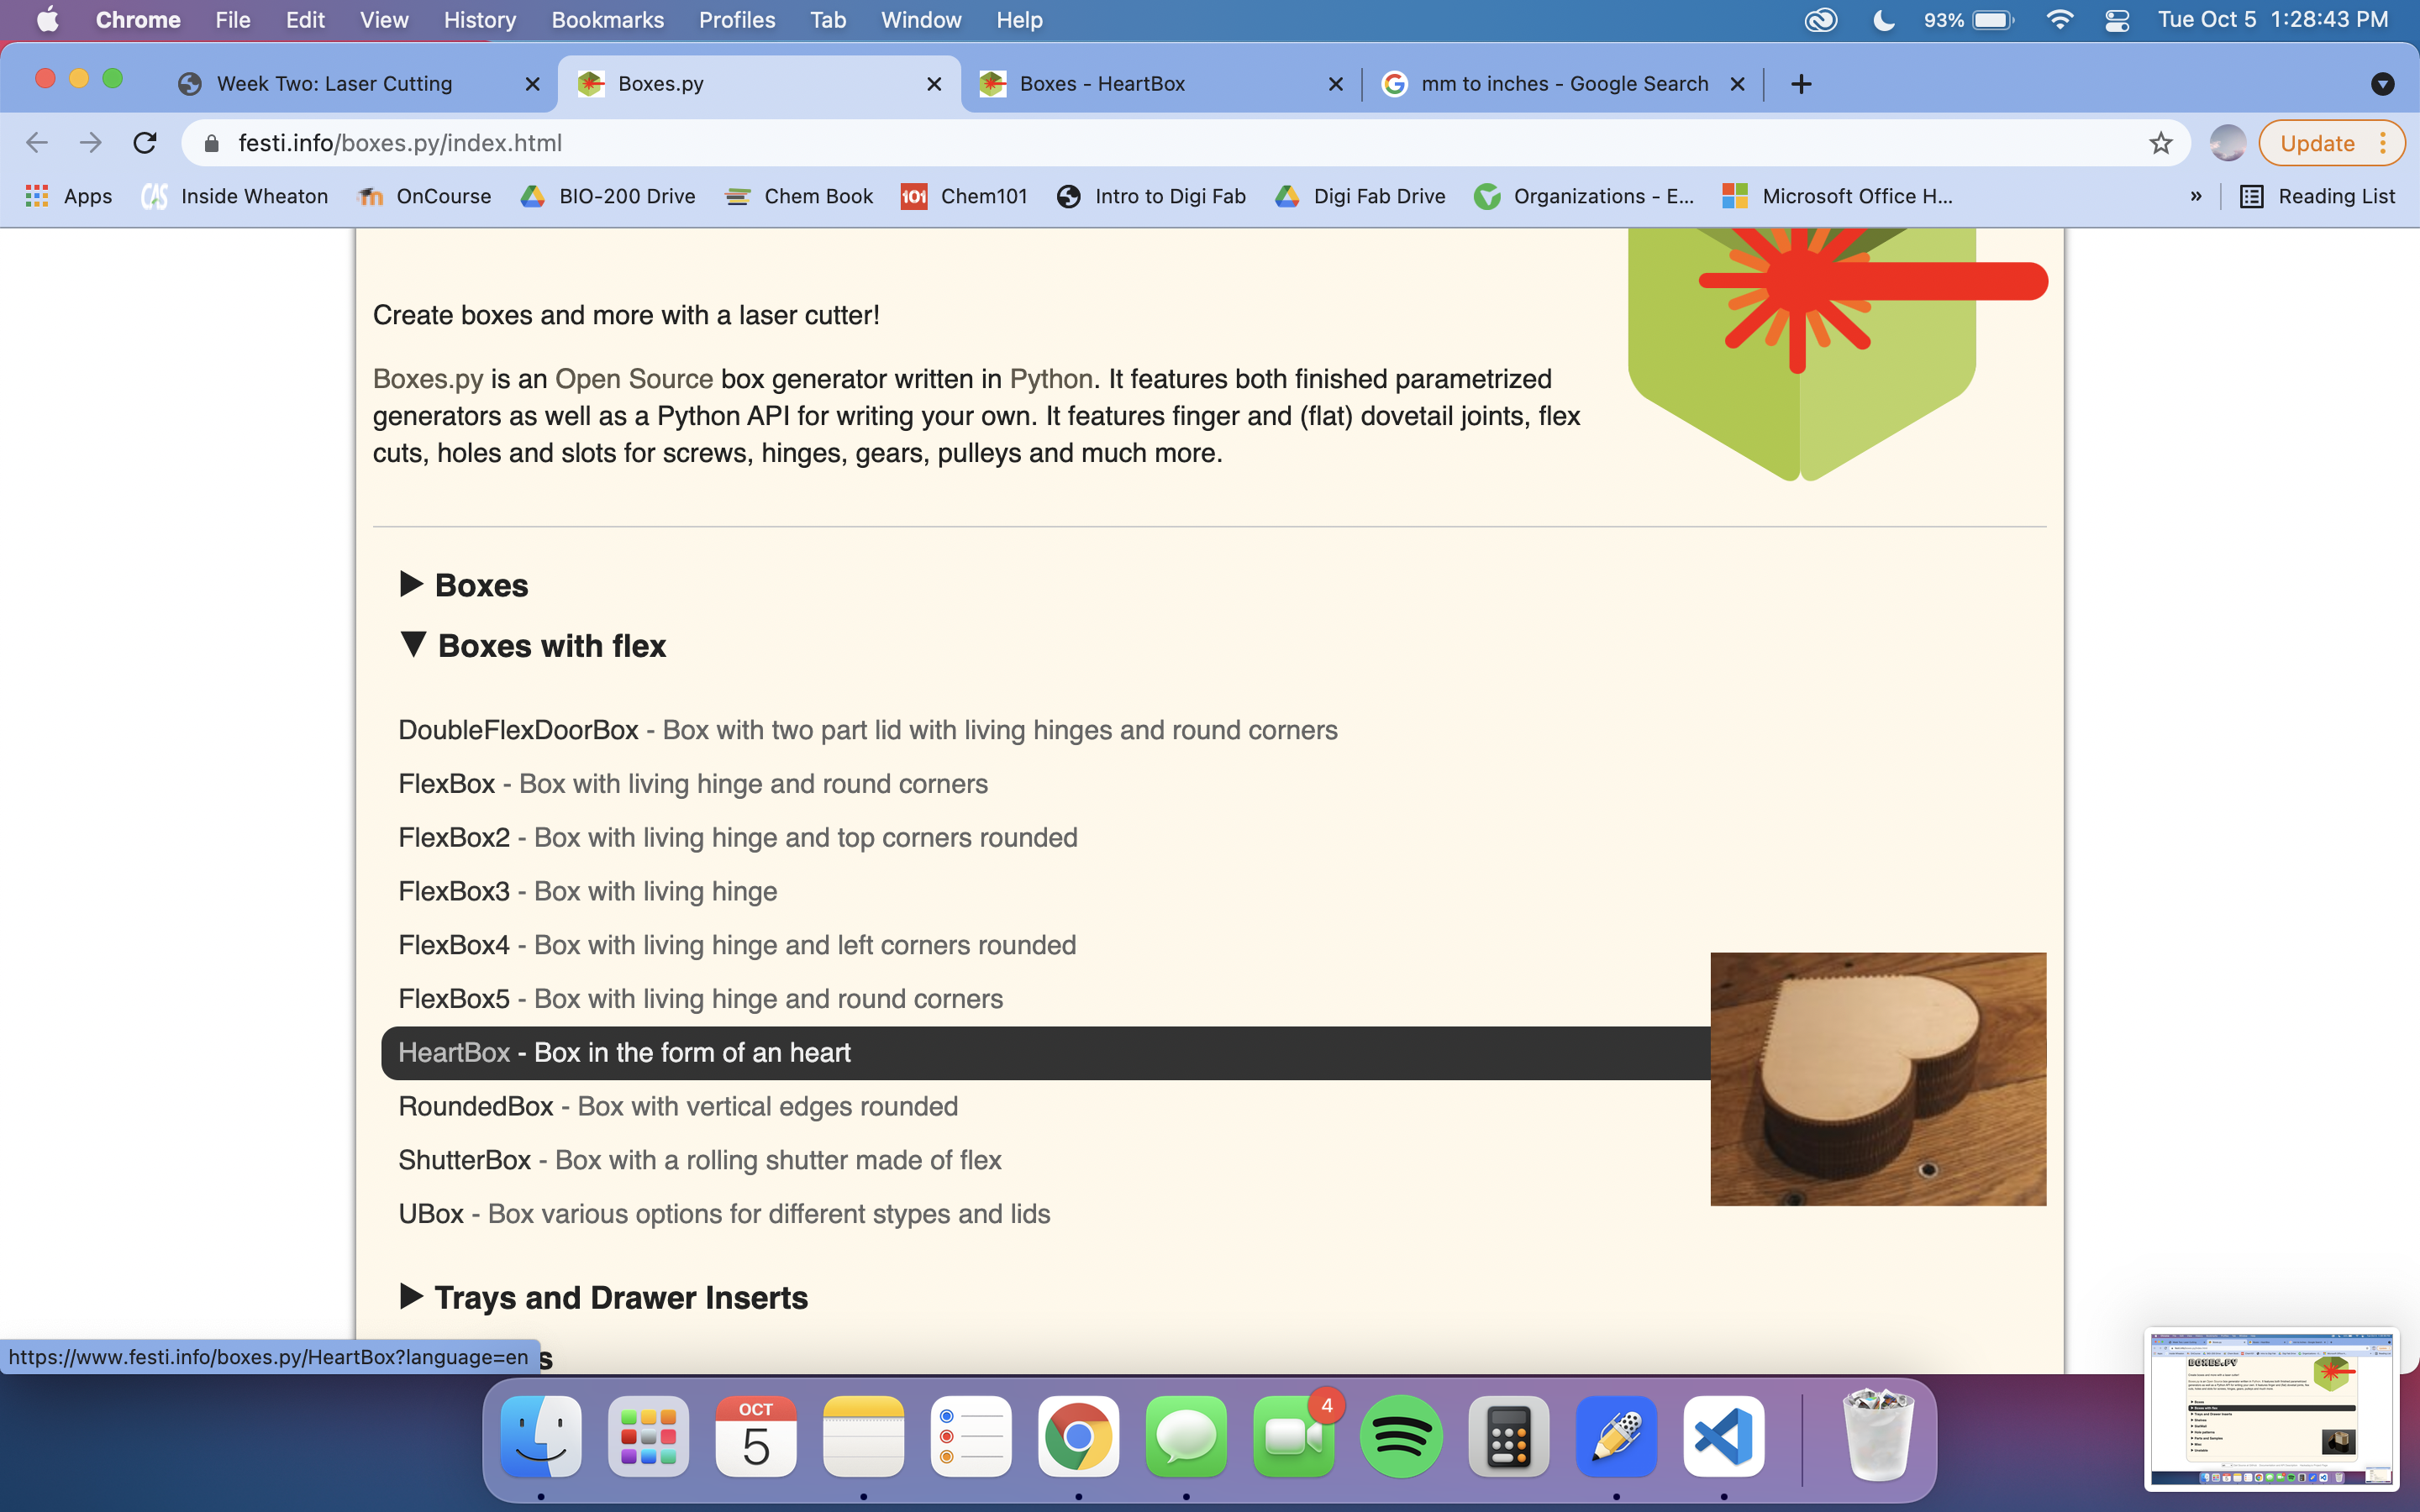 Chrome File Edit View History Bookmarks Profiles Tab Window Help 93% Tue Oct 5 1:28:43 PM
Week Two: Laser Cutting Boxes.py Boxes - HeartBox mm to inches - Google Search
festi.info/boxes.py/index.html Update
Apps Inside Wheaton OnCourse BIO-200 Drive Chem Book 101 Chem101 Intro to Digi Fab Digi Fab Drive Organizations - E... Microsoft Office H... » Reading List
Create boxes and more with a laser cutter!
Boxes.py is an Open Source box generator written in Python. It features both finished parametrized
generators as well as a Python API for writing your own. It features finger and (flat) dovetail joints, flex
cuts, holes and slots for screws, hinges, gears, pulleys and much more.
Boxes
Boxes with flex
DoubleFlexDoorBox - Box with two part lid with living hinges and round corners
FlexBox - Box with living hinge and round corners
FlexBox2 - Box with living hinge and top corners rounded
FlexBox3 - Box with living hinge
FlexBox4 - Box with living hinge and left corners rounded
FlexBox5 - Box with living hinge and round corners
HeartBox - Box in the form of an heart
RoundedBox - Box with vertical edges rounded
ShutterBox - Box with a rolling shutter made of flex
UBox - Box various options for different stypes and lids
Trays and Drawer Inserts
https://www.festi.info/boxes.py/HeartBox?language=en s
BOXES.PY
OCT
5
4